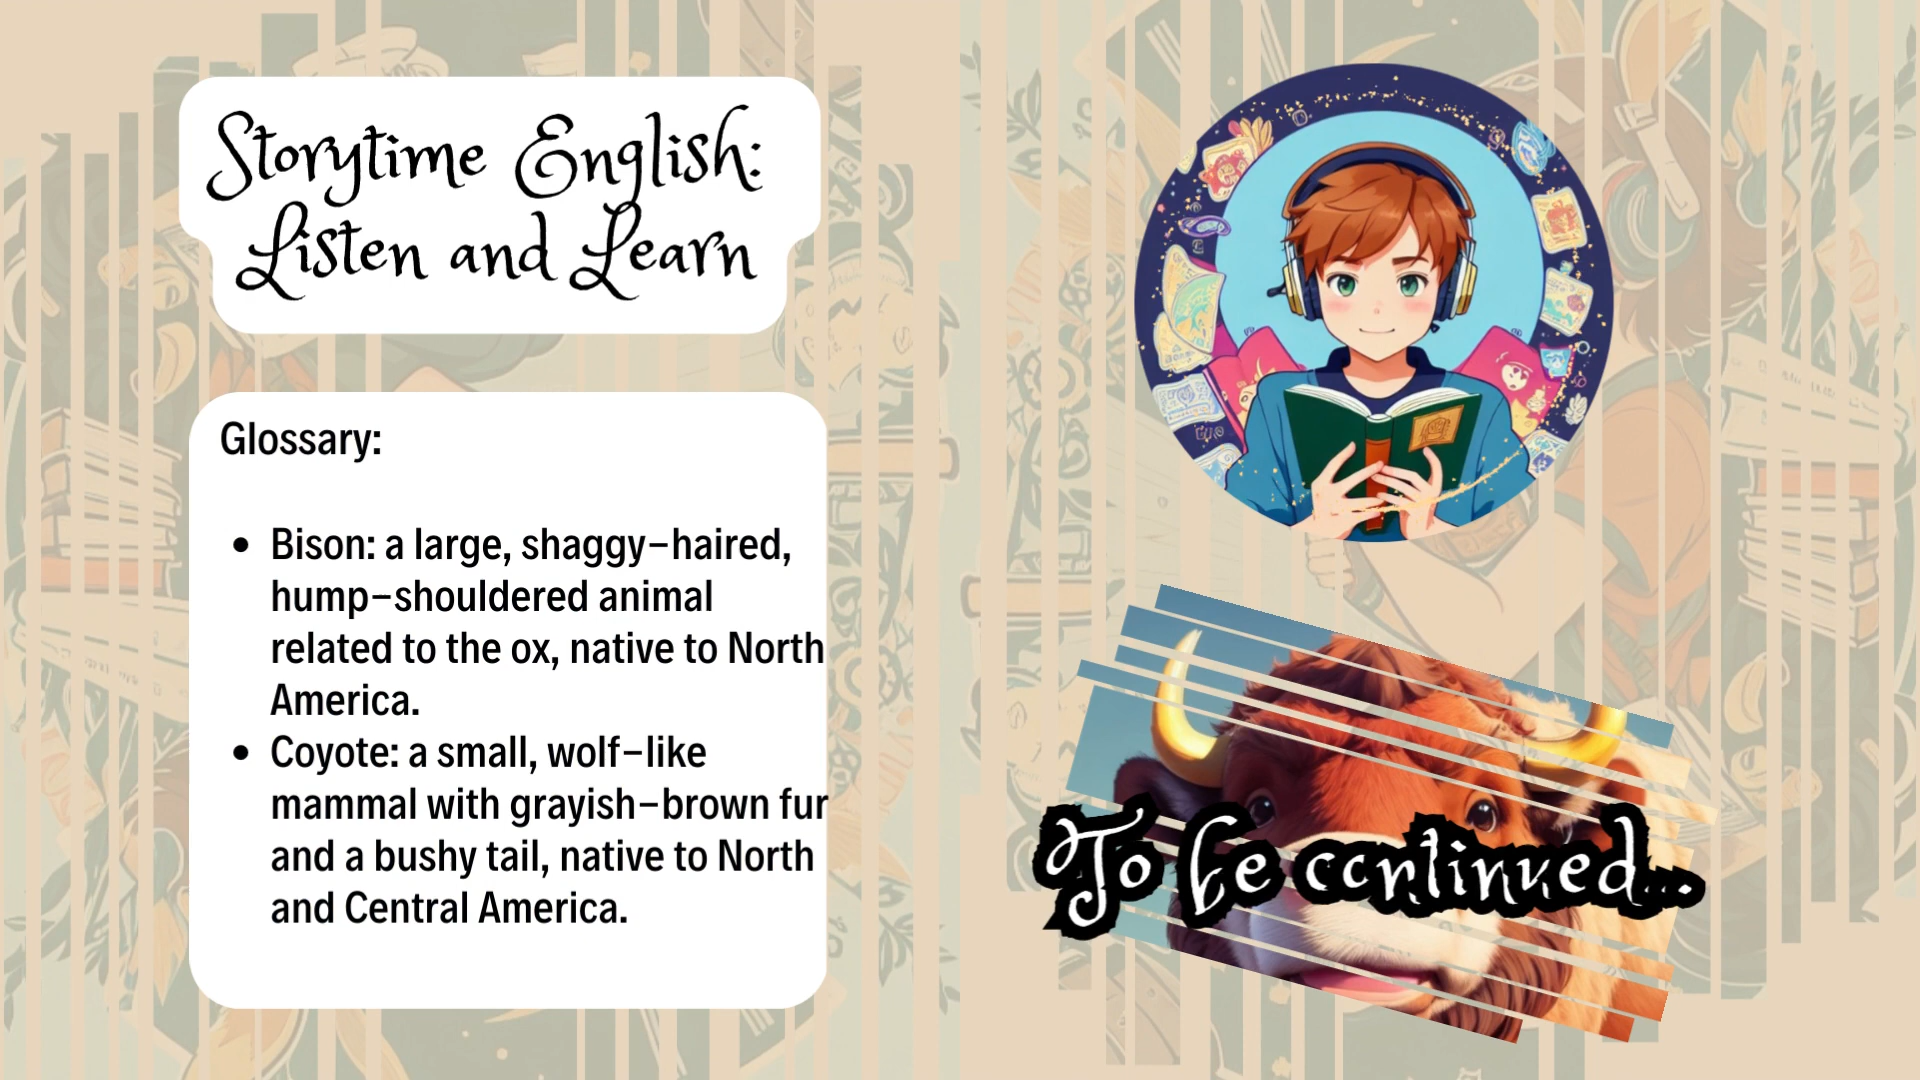 Storytime English:
Listen and Learn
Glossary:
• Bison: a large, shaggy-haired,
hump-shouldered animal
related to the ox, native to North
America.
• Coyote: a small, wolf-like
mammal with grayish-brown fur
and a bushy tail, native to North
and Central America.
To be continued...